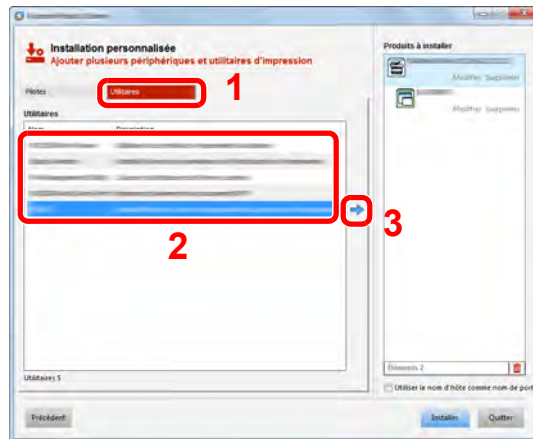 Installation personnalisée
Ajouter plusieurs périphériques et utilitaires d'impression
Pilotes
Utilitaires
1
Utilitaires
Nom
Description
2
3
Utilitaires 5
Produits à installer
Modifier Supprimer
Modifier Supprimer
Éléments 2
Utiliser le nom d'hôte comme nom de port
Précédent
Installer
Quitter